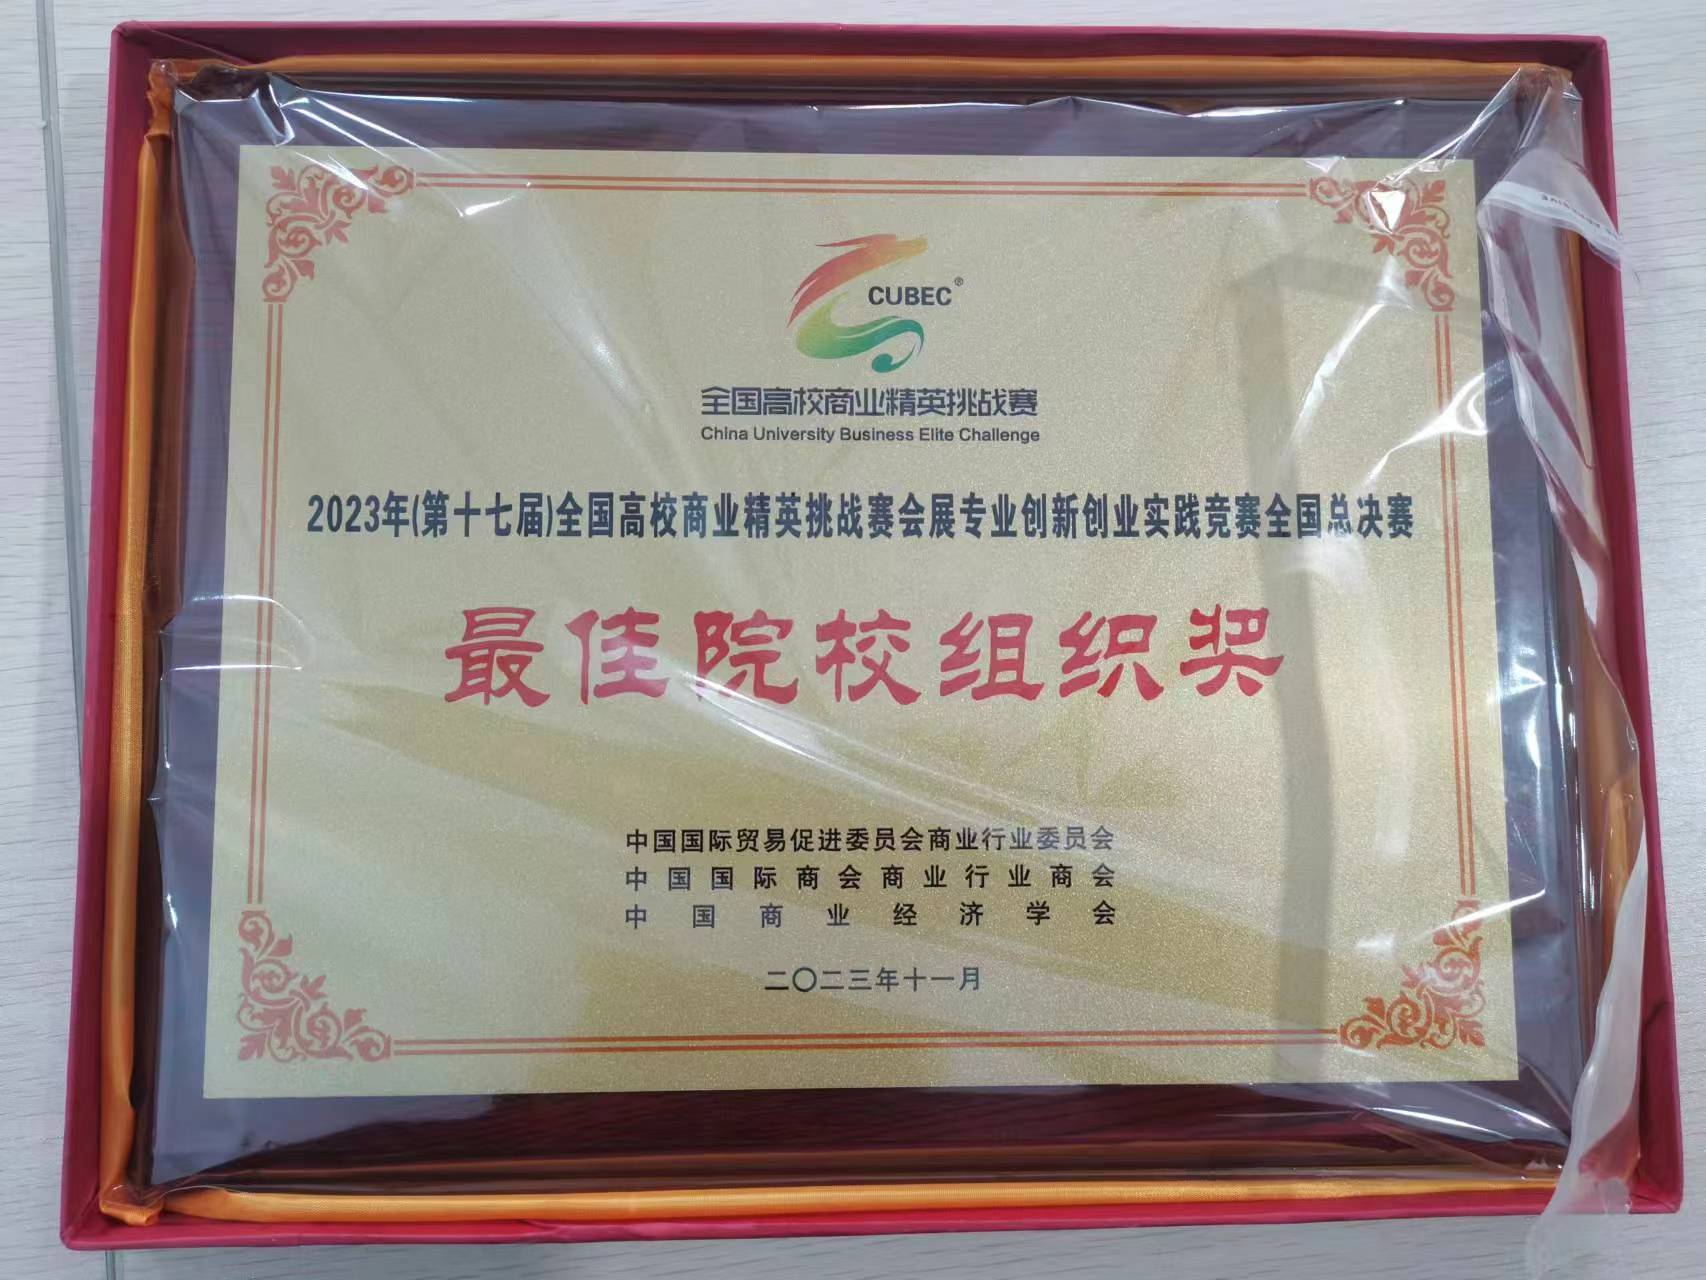 CUBEC®
全国高校商业精英挑战赛
China University Business Elite Challenge
2023年(第十七届)全国高校商业精英挑战赛会展专业创新创业实践竞赛全国总决赛
最佳院校组织奖
中国国际贸易促进委员会商业行业委员会
中国国际商会商业行业商会
中国商业经济学会
二〇二三年十一月